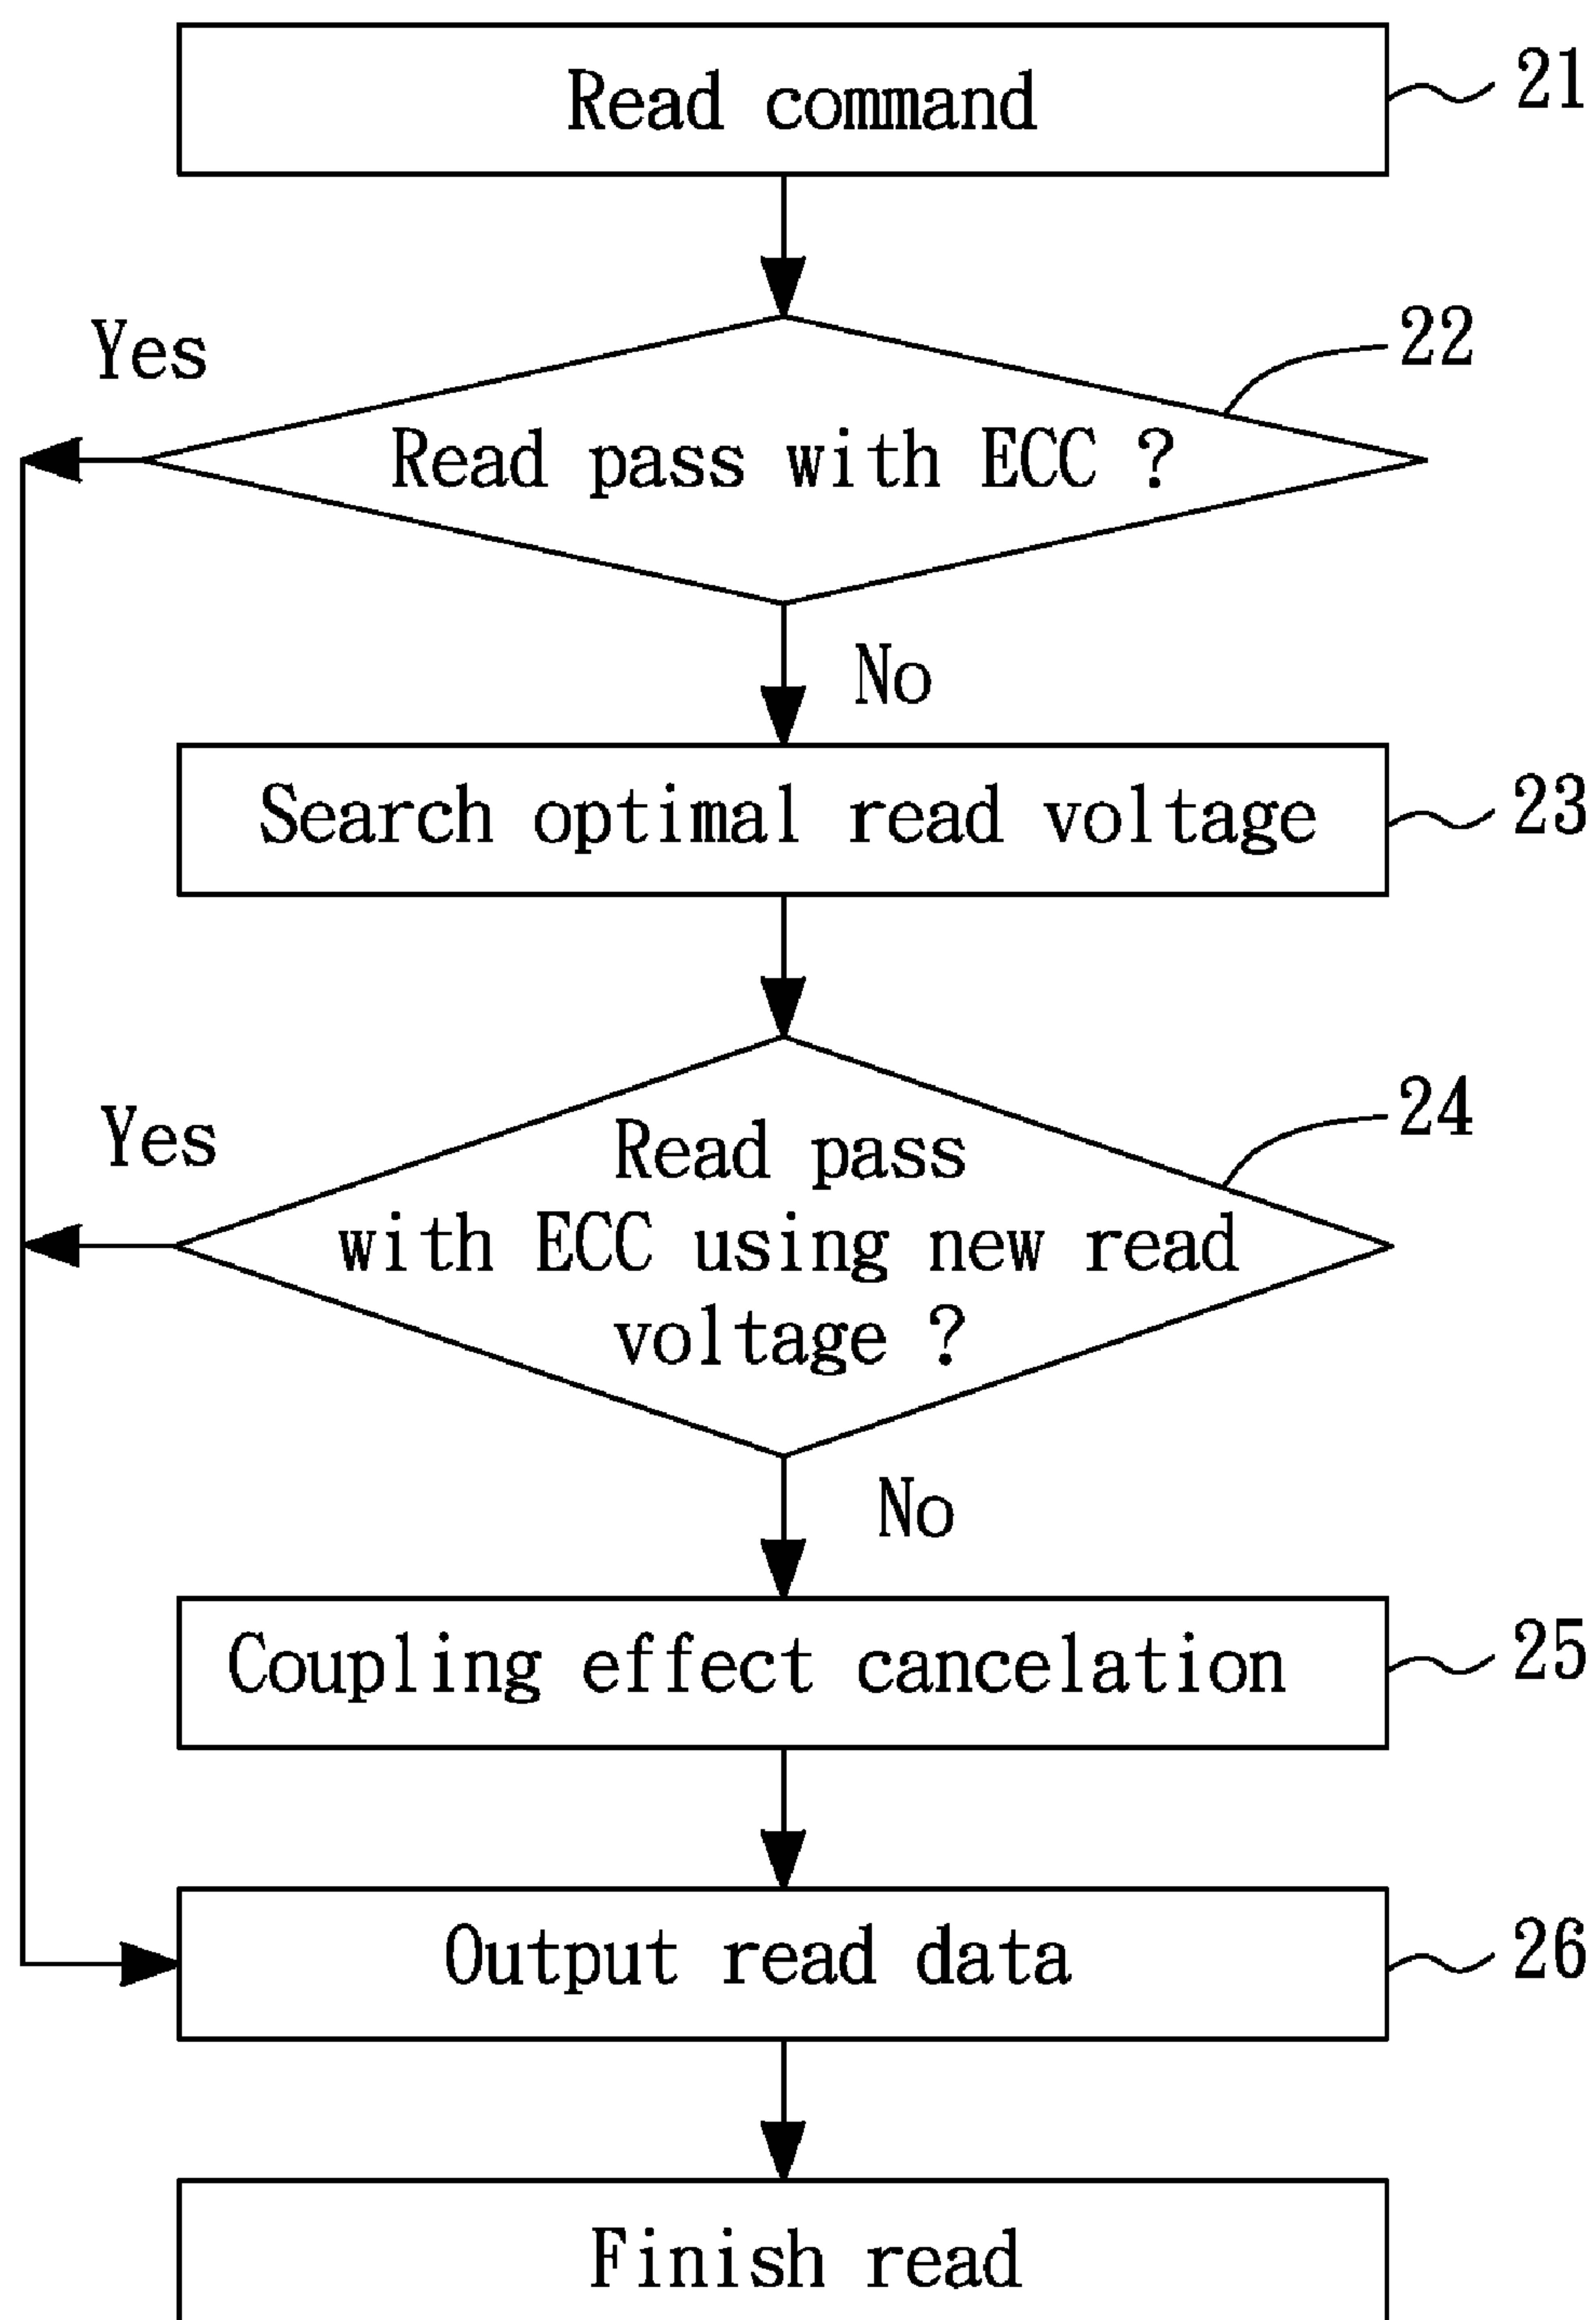 Read command
21
Yes
22
Read pass with ECC ?
No
Search optimal read voltage
23
Yes
24
Read pass
with ECC using new read
voltage ?
No
Coupling effect cancelation
25
Output read data
26
Finish read